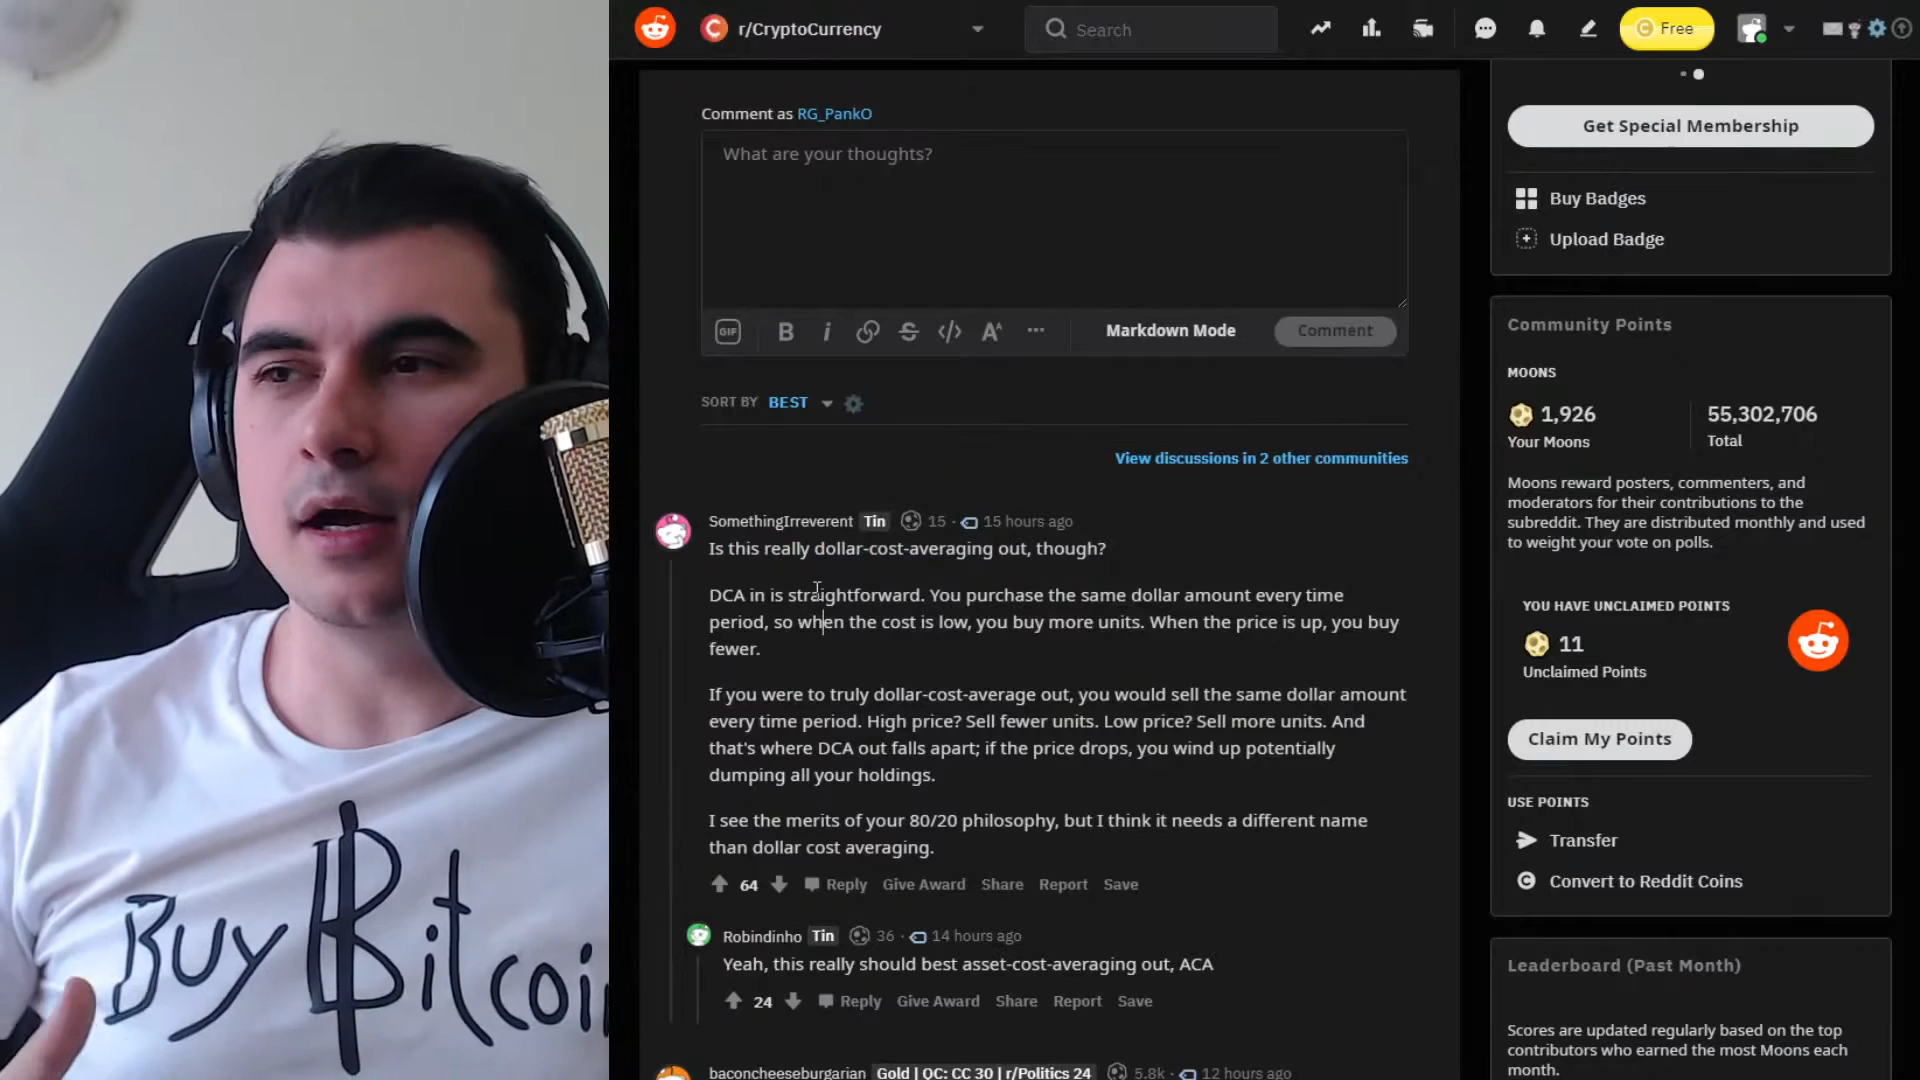 r/CryptoCurrency
Search
Free
Comment as RG_PankO
What are your thoughts?
GIF
B i
Markdown Mode
Comment
SORT BY BEST
View discussions in 2 other communities
SomethingIrreverent Tin 15 · 15 hours ago
Is this really dollar-cost-averaging out, though?
DCA in is straightforward. You purchase the same dollar amount every time
period, so when the cost is low, you buy more units. When the price is up, you buy
fewer.
If you were to truly dollar-cost-average out, you would sell the same dollar amount
every time period. High price? Sell fewer units. Low price? Sell more units. And
that's where DCA out falls apart; if the price drops, you wind up potentially
dumping all your holdings.
I see the merits of your 80/20 philosophy, but I think it needs a different name
than dollar cost averaging.
64 Reply Give Award Share Report Save
Robindinho Tin 36 · 14 hours ago
Yeah, this really should best asset-cost-averaging out, ACA
24 Reply Give Award Share Report Save
baconcheeseburgarian Gold | QC: CC 30 | r/Politics 24 5.8k · 12 hours ago
Get Special Membership
Buy Badges
Upload Badge
Community Points
MOONS
1,926
Your Moons
55,302,706
Total
Moons reward posters, commenters, and
moderators for their contributions to the
subreddit. They are distributed monthly and used
to weight your vote on polls.
YOU HAVE UNCLAIMED POINTS
11
Unclaimed Points
Claim My Points
USE POINTS
Transfer
Convert to Reddit Coins
Leaderboard (Past Month)
Scores are updated regularly based on the top
contributors who earned the most Moons each
month.
Buy Bitcoin